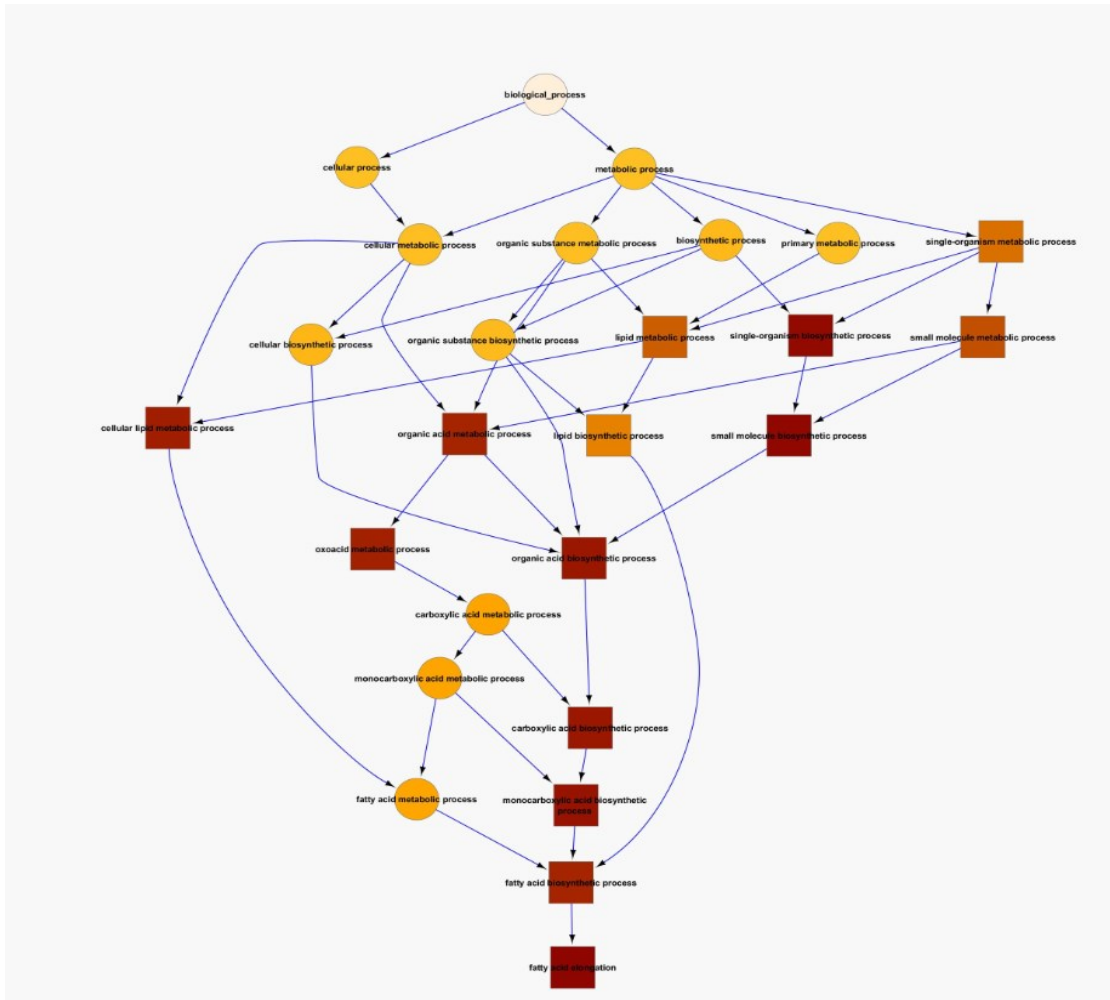 biological_process
cellular process
metabolic process
cellular metabolic process
organic substance metabolic process
biosynthetic process
primary metabolic process
single-organism metabolic process
cellular biosynthetic process
organic substance biosynthetic process
lipid metabolic process
single-organism biosynthetic process
small molecule metabolic process
cellular lipid metabolic process
organic acid metabolic process
lipid biosynthetic process
small molecule biosynthetic process
oxoacid metabolic process
organic acid biosynthetic process
carboxylic acid metabolic process
monocarboxylic acid metabolic process
carboxylic acid biosynthetic process
fatty acid metabolic process
monocarboxylic acid biosynthetic
process
fatty acid biosynthetic process
fatty acid elongation